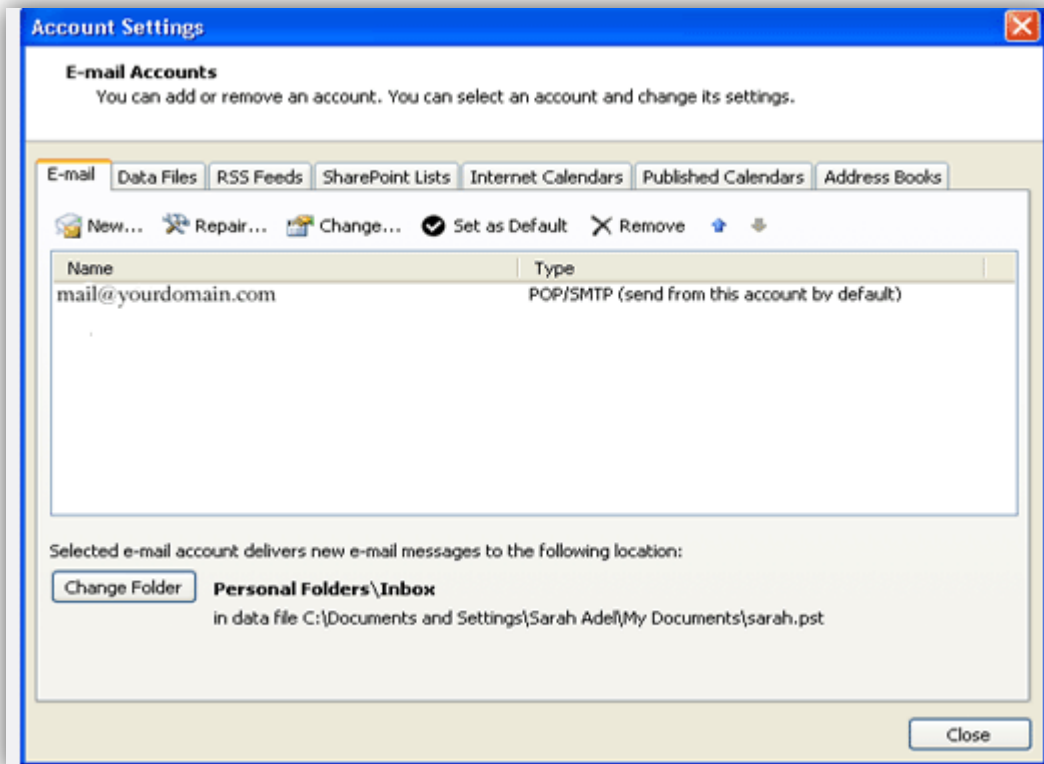 Account Settings
E-mail Accounts
You can add or remove an account. You can select an account and change its settings.
E-mail Data Files RSS Feeds SharePoint Lists Internet Calendars Published Calendars Address Books
New... Repair... Change... Set as Default Remove
Name Type
mail@yourdomain.com POP/SMTP (send from this account by default)
Selected e-mail account delivers new e-mail messages to the following location:
Change Folder Personal Folders\Inbox
in data file C:\Documents and Settings\Sarah Adel\My Documents\sarah.pst
Close